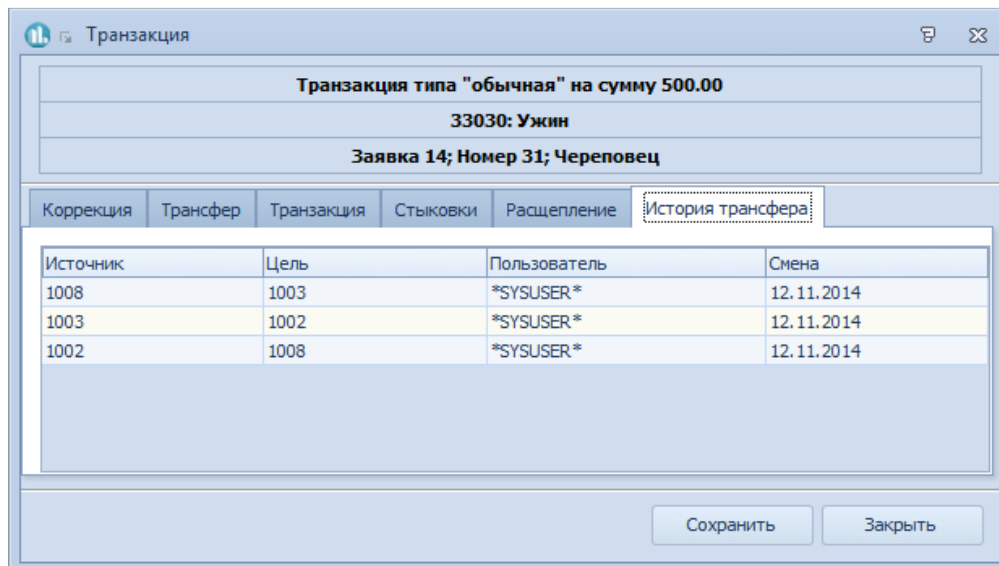 Транзакция
Транзакция типа "обычная" на сумму 500.00
33030: Ужин
Заявка 14; Номер 31; Череповец
Коррекция Трансфер Транзакция Стыковки Расщепление История трансфера
Источник Цель Пользователь Смена
1008 1003 *SYSUSER* 12.11.2014
1003 1002 *SYSUSER* 12.11.2014
1002 1008 *SYSUSER* 12.11.2014
Сохранить Закрыть